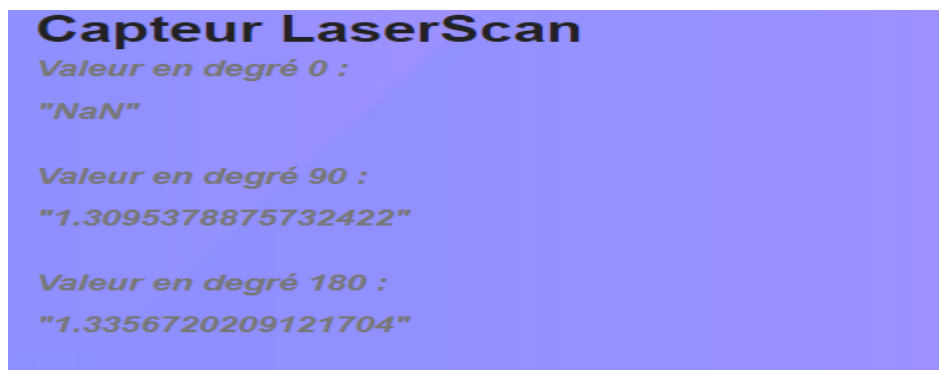 Capteur LaserScan
Valeur en degré 0 :
"NaN"
Valeur en degré 90 :
"1.3095378875732422"
Valeur en degré 180 :
"1.3356720209121704"